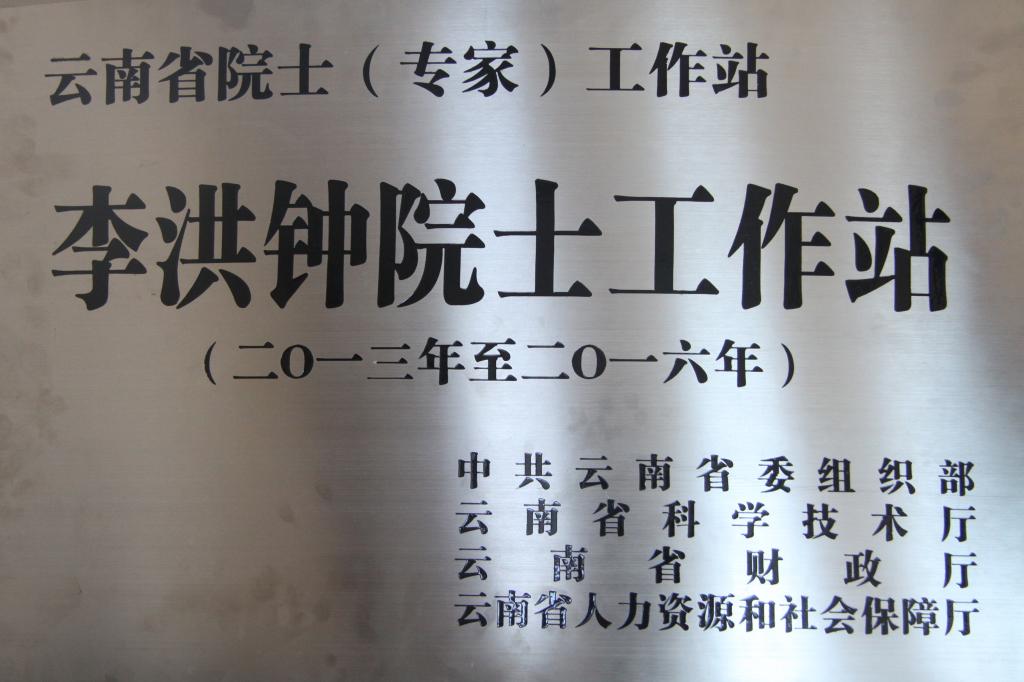 云南省院士（专家）工作站
李洪钟院士工作站
（二O一三年至二O一六年）
中共云南省委组织部
云南省科学技术厅
云南省财政厅
云南省人力资源和社会保障厅